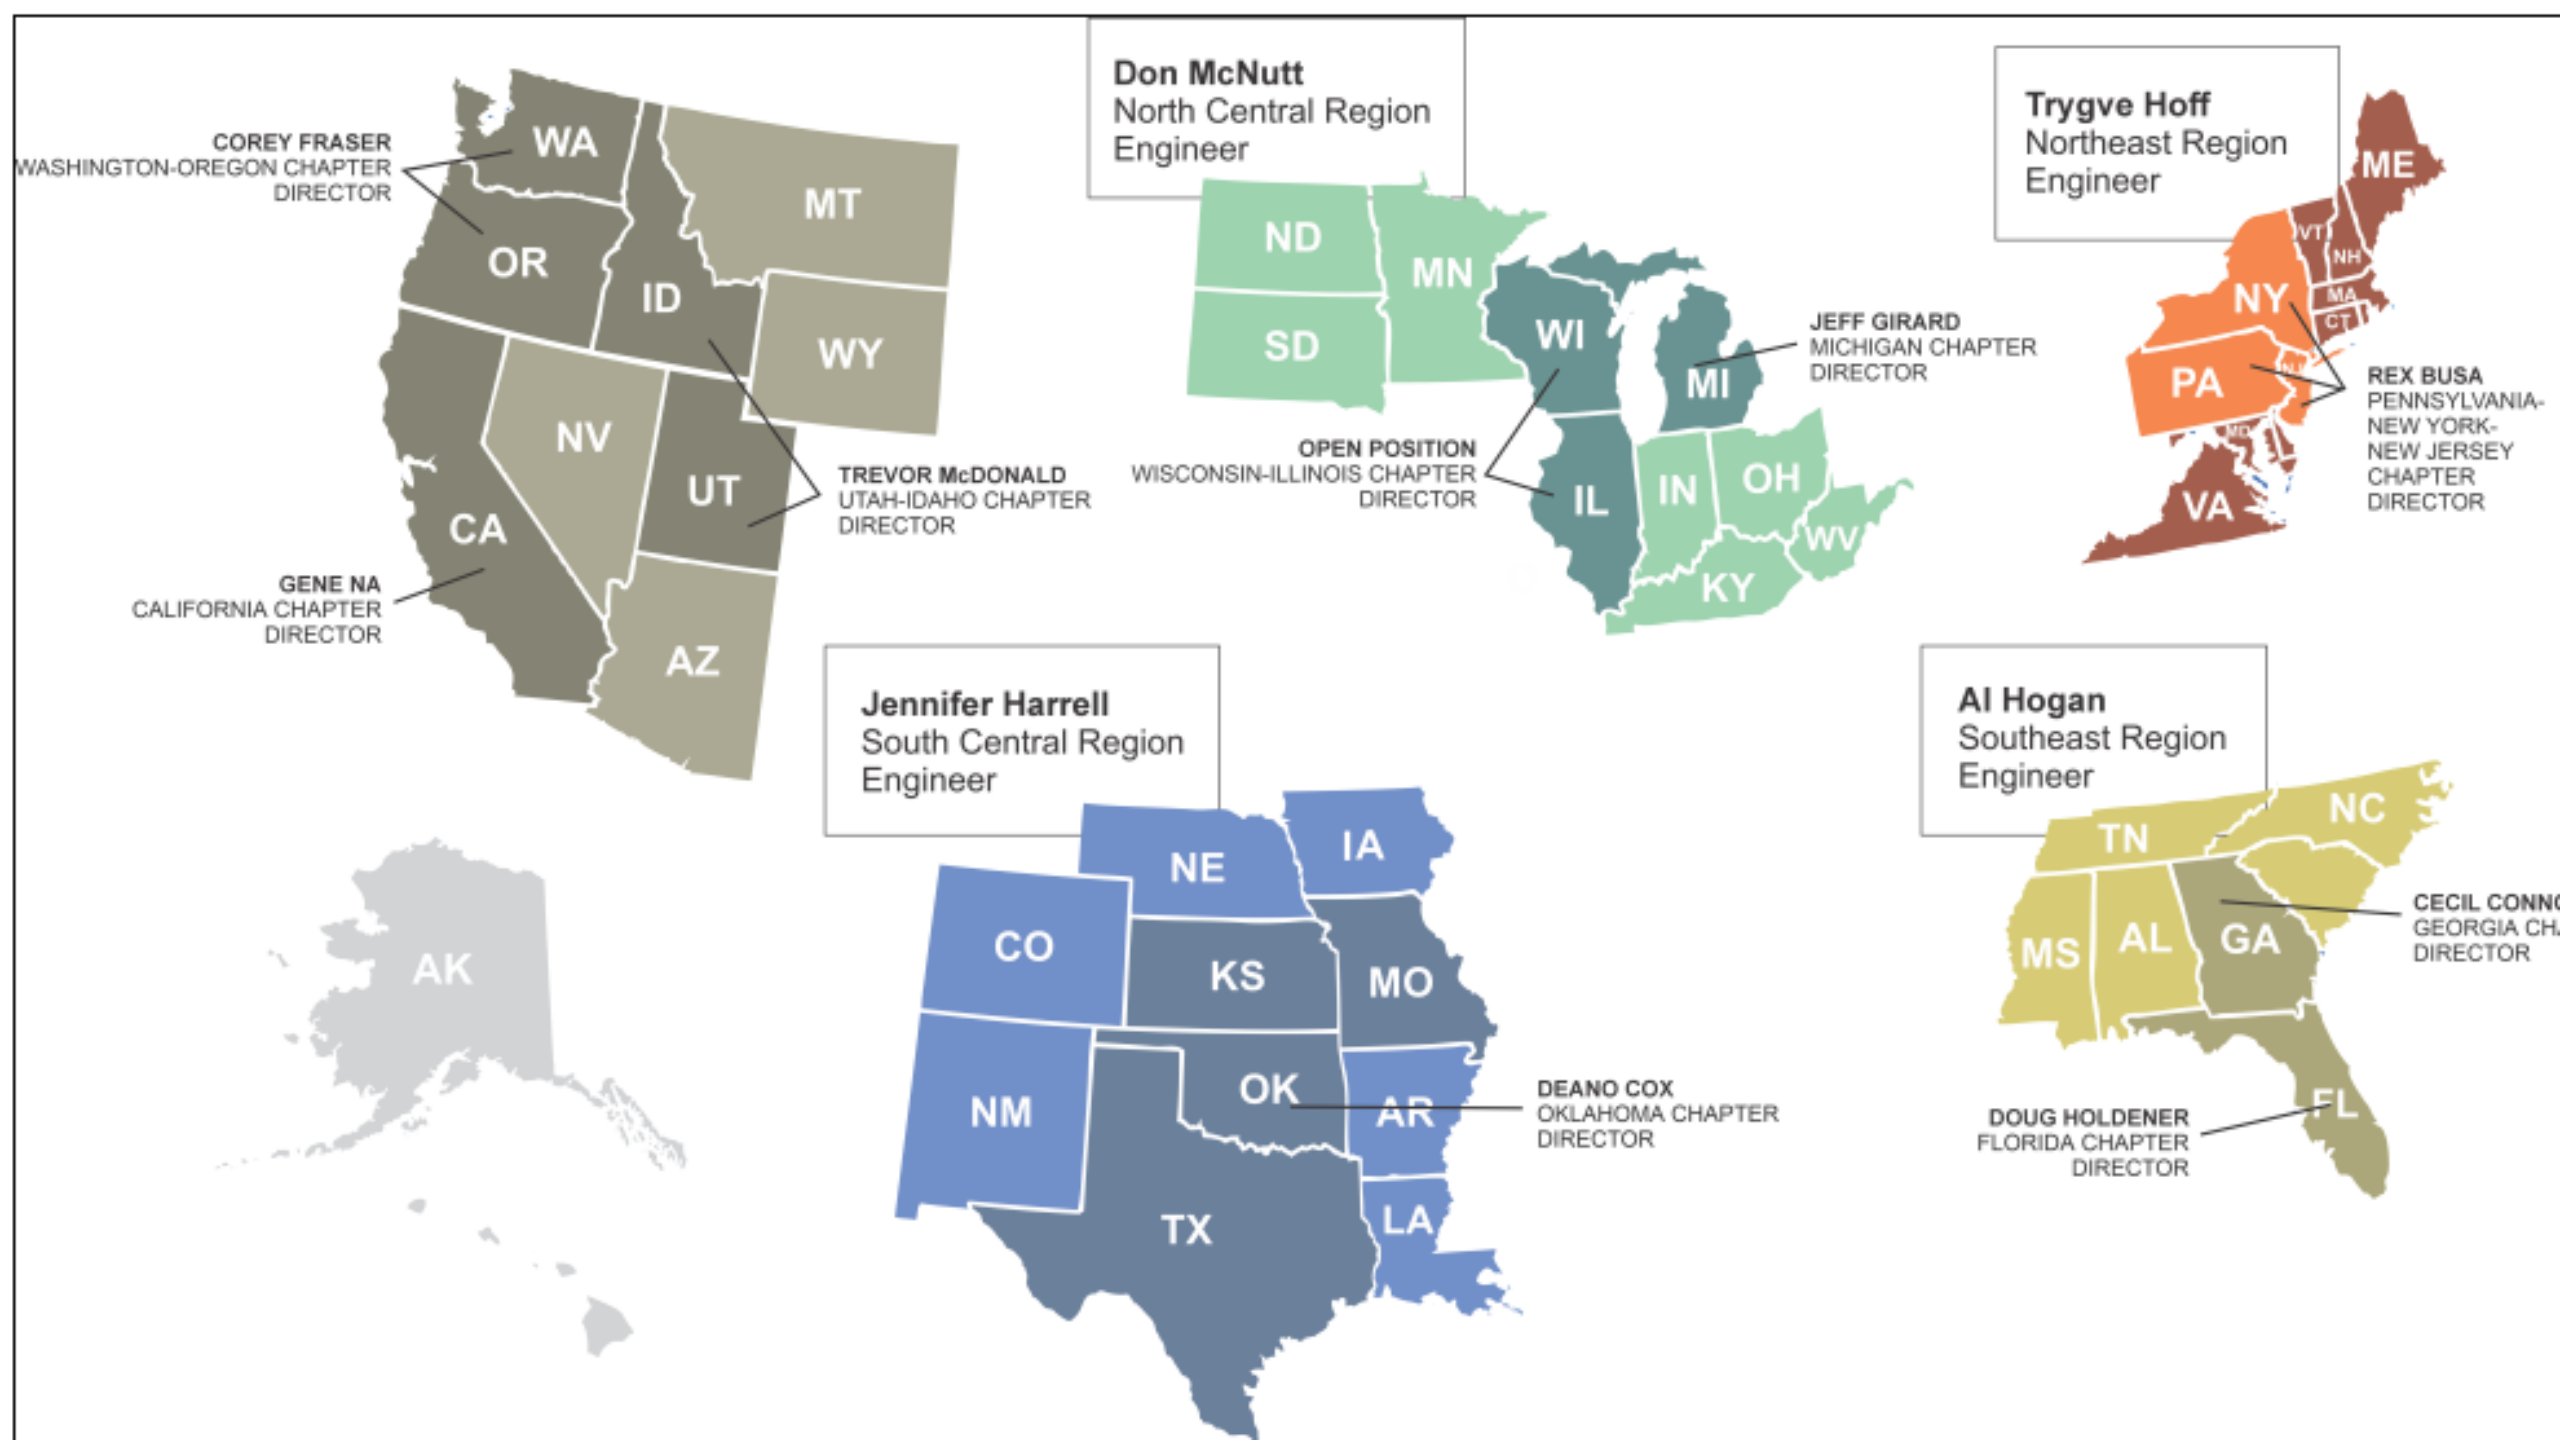 Don McNutt
North Central Region
Engineer
Trygve Hoff
Northeast Region
Engineer
COREY FRASER
WASHINGTON-OREGON CHAPTER
DIRECTOR
WA
OR
ID
MT
WY
NV
UT
CA
AZ
TREVOR McDONALD
UTAH-IDAHO CHAPTER
DIRECTOR
GENE NA
CALIFORNIA CHAPTER
DIRECTOR
ND
SD
MN
WI
MI
IL
IN
OH
WV
KY
JEFF GIRARD
MICHIGAN CHAPTER
DIRECTOR
OPEN POSITION
WISCONSIN-ILLINOIS CHAPTER
DIRECTOR
ME
VT
NH
MA
CT
NY
PA
NJ
MD
VA
REX BUSA
PENNSYLVANIA-
NEW YORK-
NEW JERSEY
CHAPTER
DIRECTOR
Jennifer Harrell
South Central Region
Engineer
NE
IA
CO
KS
MO
NM
OK
AR
TX
LA
DEANO COX
OKLAHOMA CHAPTER
DIRECTOR
AK
Al Hogan
Southeast Region
Engineer
TN
NC
MS
AL
GA
FL
CECIL
GEORGIA
DIRECTOR
DOUG HOLDENER
FLORIDA CHAPTER
DIRECTOR